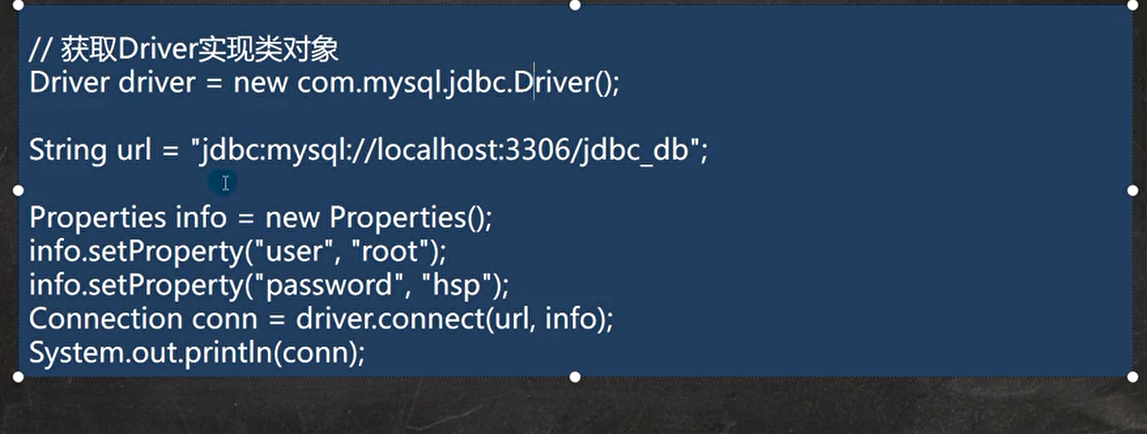 // 获取Driver实现类对象
Driver driver = new com.mysql.jdbc.Driver();
String url = "jdbc:mysql://localhost:3306/jdbc_db";
Properties info = new Properties();
info.setProperty("user", "root");
info.setProperty("password", "hsp");
Connection conn = driver.connect(url, info);
System.out.println(conn);